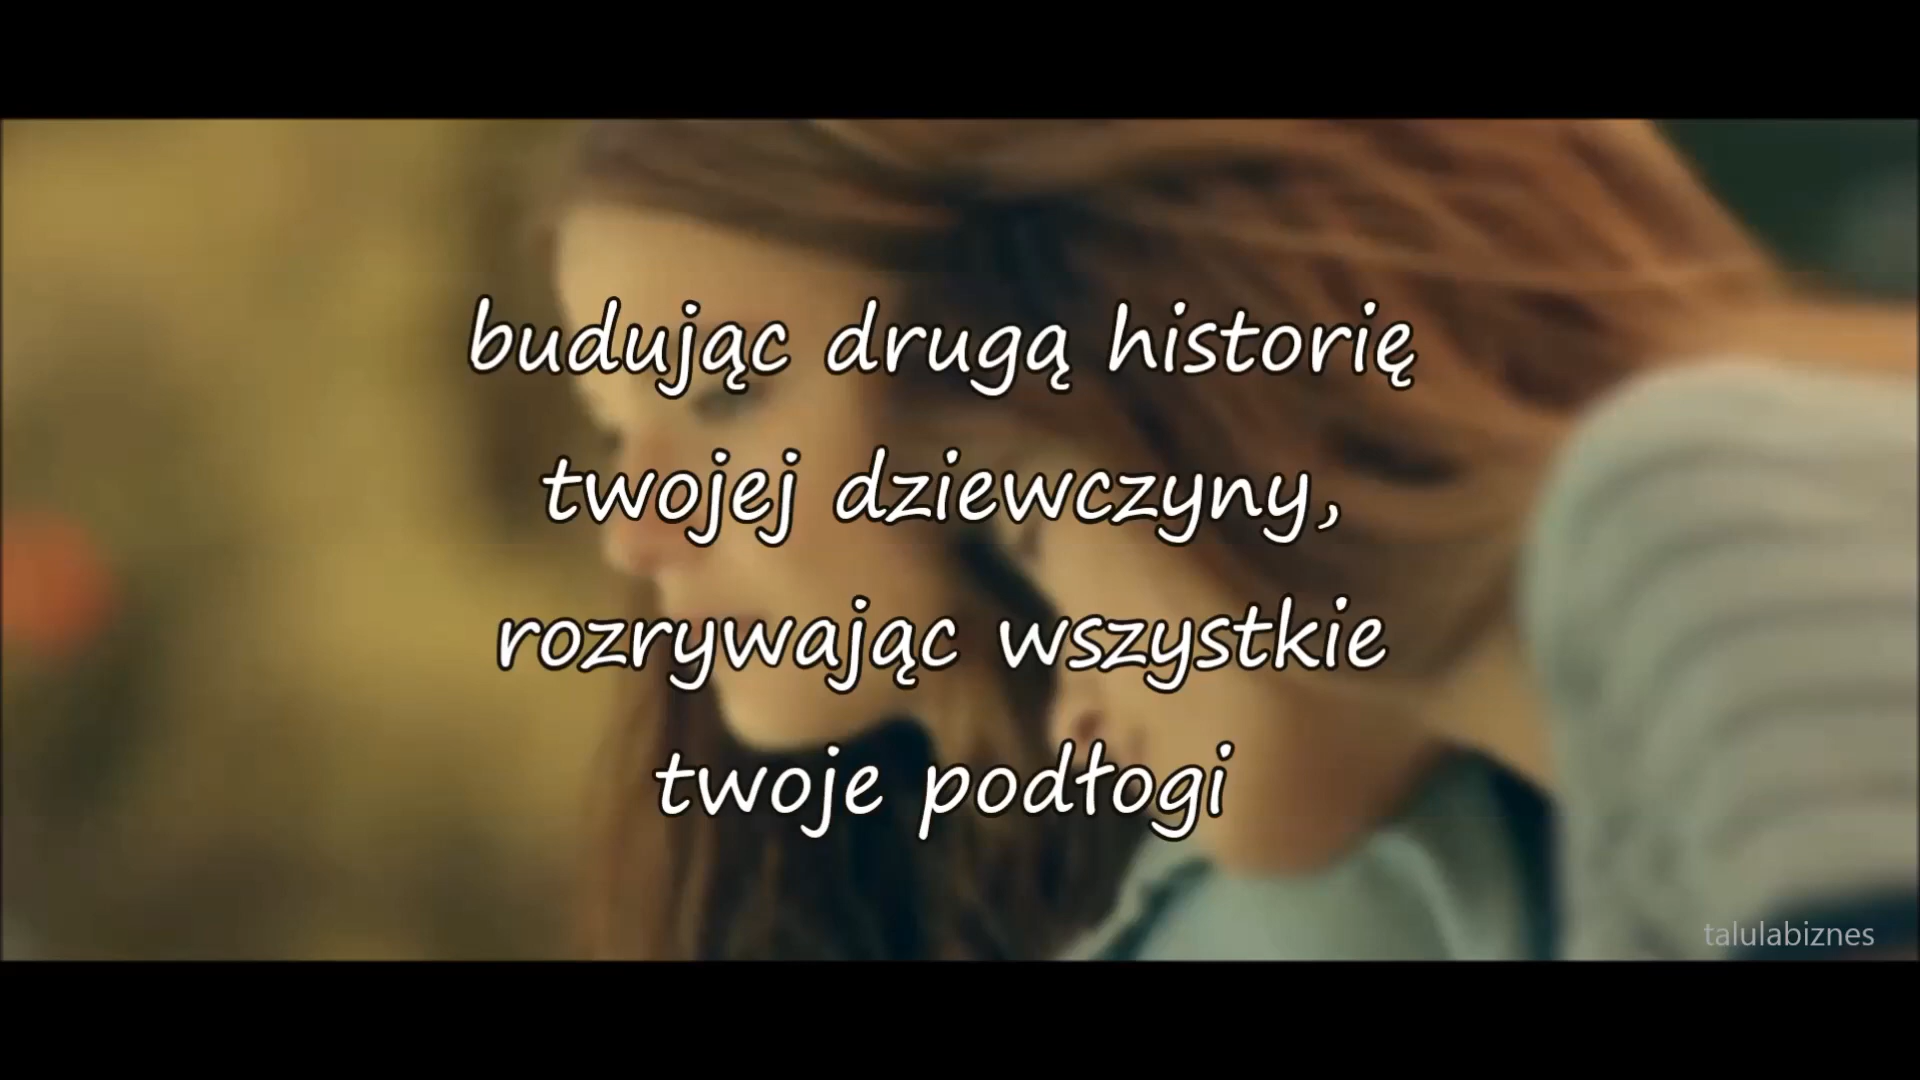 budując drugą historię
twojej dziewczyny,
rozrywając wszystkie
twoje podłogi
talulabiznes